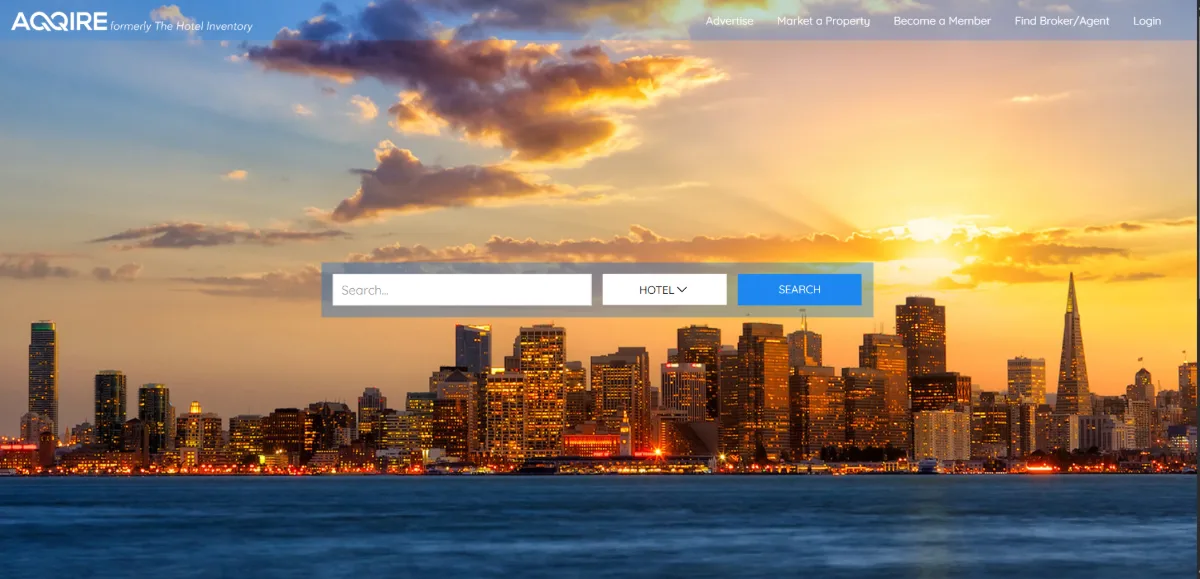 AQQIRE formerly The Hotel Inventory
Advertise Market a Property Become a Member Find Broker/Agent Login
Search... HOTEL SEARCH